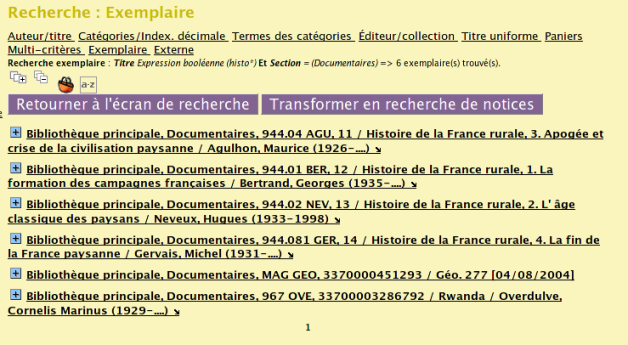 Recherche : Exemplaire
Auteur/titre Catégories/Index. décimale Termes des catégories Éditeur/collection Titre uniforme Paniers
Multi-critères Exemplaire Externe
Recherche exemplaire : Titre Expression booléenne (histo*) Et Section = (Documentaires) => 6 exemplaire(s) trouvé(s).
a-z
Retourner à l'écran de recherche Transformer en recherche de notices
e
Bibliothèque principale, Documentaires, 944.04 AGU, 11 / Histoire de la France rurale, 3. Apogée et
crise de la civilisation paysanne / Agulhon, Maurice (1926-....)
Bibliothèque principale, Documentaires, 944.01 BER, 12 / Histoire de la France rurale, 1. La
formation des campagnes françaises / Bertrand, Georges (1935-....)
Bibliothèque principale, Documentaires, 944.02 NEV, 13 / Histoire de la France rurale, 2. L' âge
classique des paysans / Neveux, Hugues (1933-1998)
Bibliothèque principale, Documentaires, 944.081 GER, 14 / Histoire de la France rurale, 4. La fin de
la France paysanne / Gervais, Michel (1931-....)
Bibliothèque principale, Documentaires, MAG GEO, 3370000451293 / Géo. 277 [04/08/2004]
Bibliothèque principale, Documentaires, 967 OVE, 33700003286792 / Rwanda / Overdulve,
Cornelis Marinus (1929-....)
1